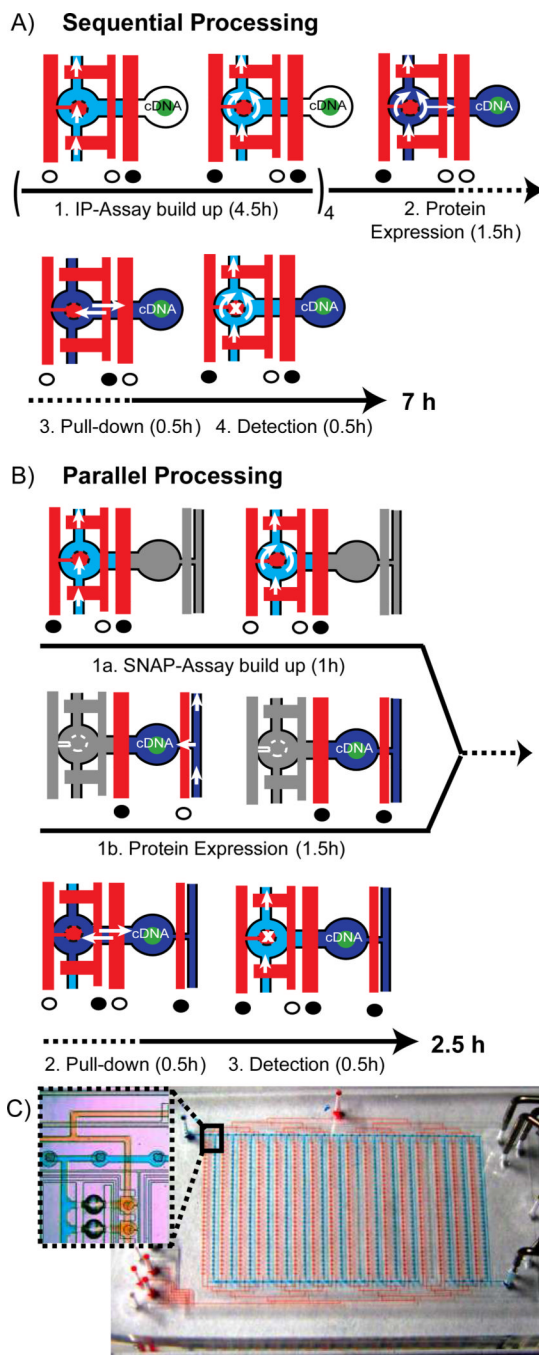 A) Sequential Processing
cDNA cDNA cDNA
1. IP-Assay build up (4.5h) 4 2. Protein
Expression (1.5h)
cDNA cDNA
7 h
3. Pull-down (0.5h) 4. Detection (0.5h)
B) Parallel Processing
1a. SNAP-Assay build up (1h)
cDNA cDNA
1b. Protein Expression (1.5h)
cDNA cDNA
2.5 h
2. Pull-down (0.5h) 3. Detection (0.5h)
C)